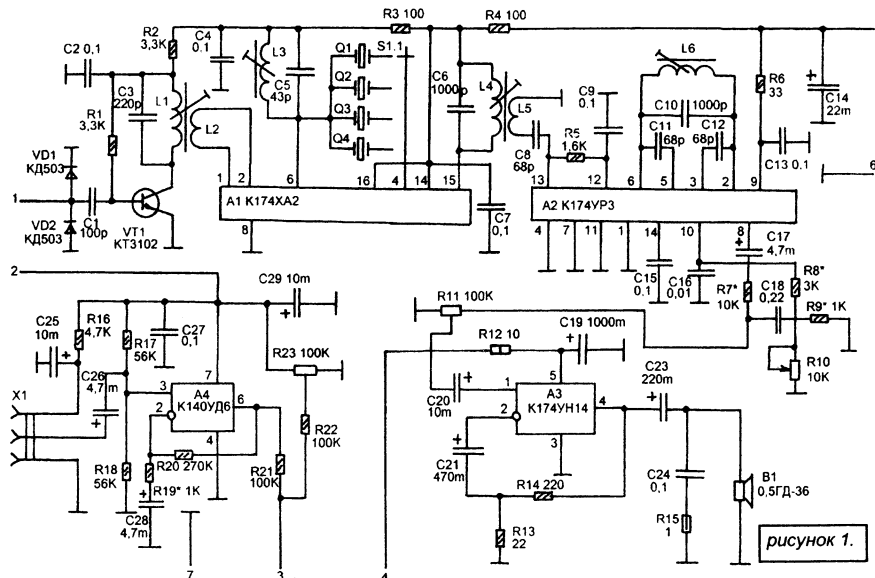 R2
3,3K
C4
0,1
L3
R3 100
R4 100
C2 0,1
Q1
S1.1
L6
C5
43p
Q2
C6
1000p
L4
C9
0.1
R6
33
C14
22m
C3
220p
L1
R1
3,3K
Q3
C10
1000p
L2
Q4
L5
R5
1,6K
C11
68p
C12
68p
C8
68p
C13 0.1
VD1
КД503
1
2
6
16
4
14
15
13
12
6
5
3
2
9
6
1
A1 К174ХА2
A2 К174УР3
C7
0,1
VD2
КД503
C1
100p
VT1
КТ3102
8
4
7
11
1
14
10
8
C17
4,7m
C15
0,1
C16
0,01
R7*
10K
C18
0,22
R8*
3K
R9* 1K
2
C29 10m
R11 100K
C19 1000m
R12 10
R10
10K
C25
10m
R16
4,7K
R17
56K
C27
0,1
R23 100K
C23
220m
X1
C26
4,7 m
7
3
A4
К140УД6
6
2
4
C20
10m
5
1
A3
К174УН14
4
2
3
R22
100K
R18
56K
R20 270K
R21
100K
C21
470m
R19* 1K
R14 220
C24
0,1
B1
0,5ГД-36
C28
4,7m
R13
22
R15
1
рисунок 1.
7
3
4